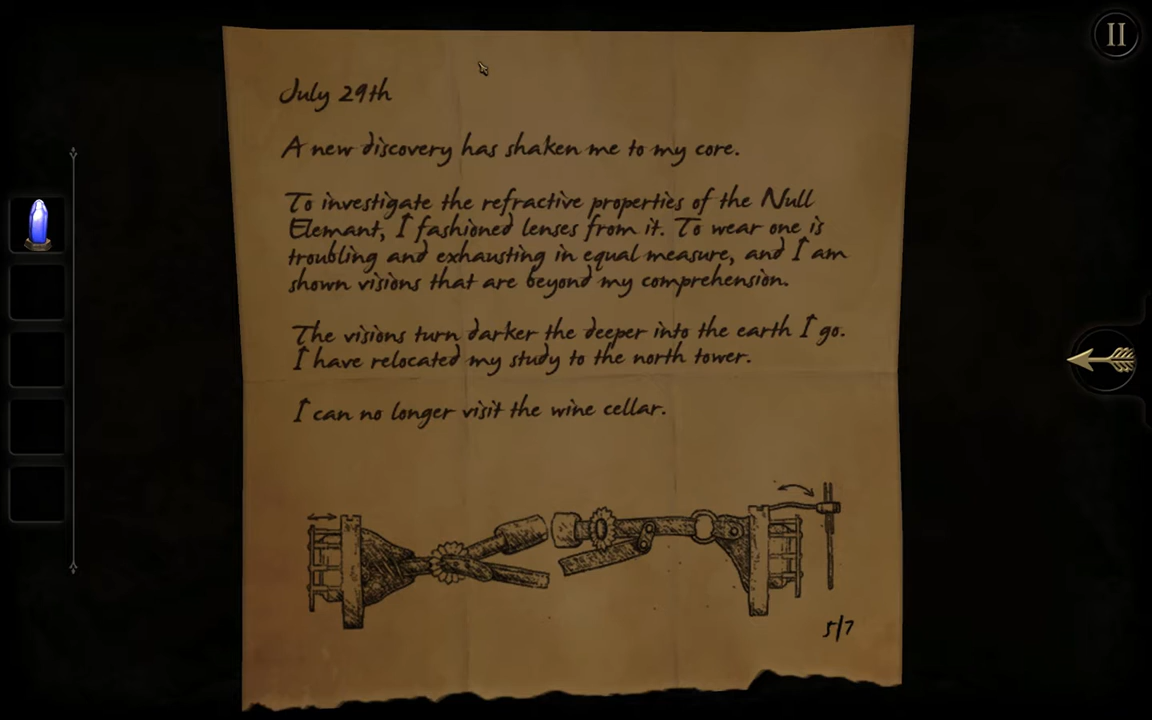 July 29th
A new discovery has shaken me to my core.
To investigate the refractive properties of the Null
Elemant, I fashioned lenses from it. To wear one is
troubling and exhausting in equal measure, and I am
shown visions that are beyond my comprehension.
The visions turn darker the deeper into the earth I go.
I have relocated my study to the north tower.
I can no longer visit the wine cellar.
5/7